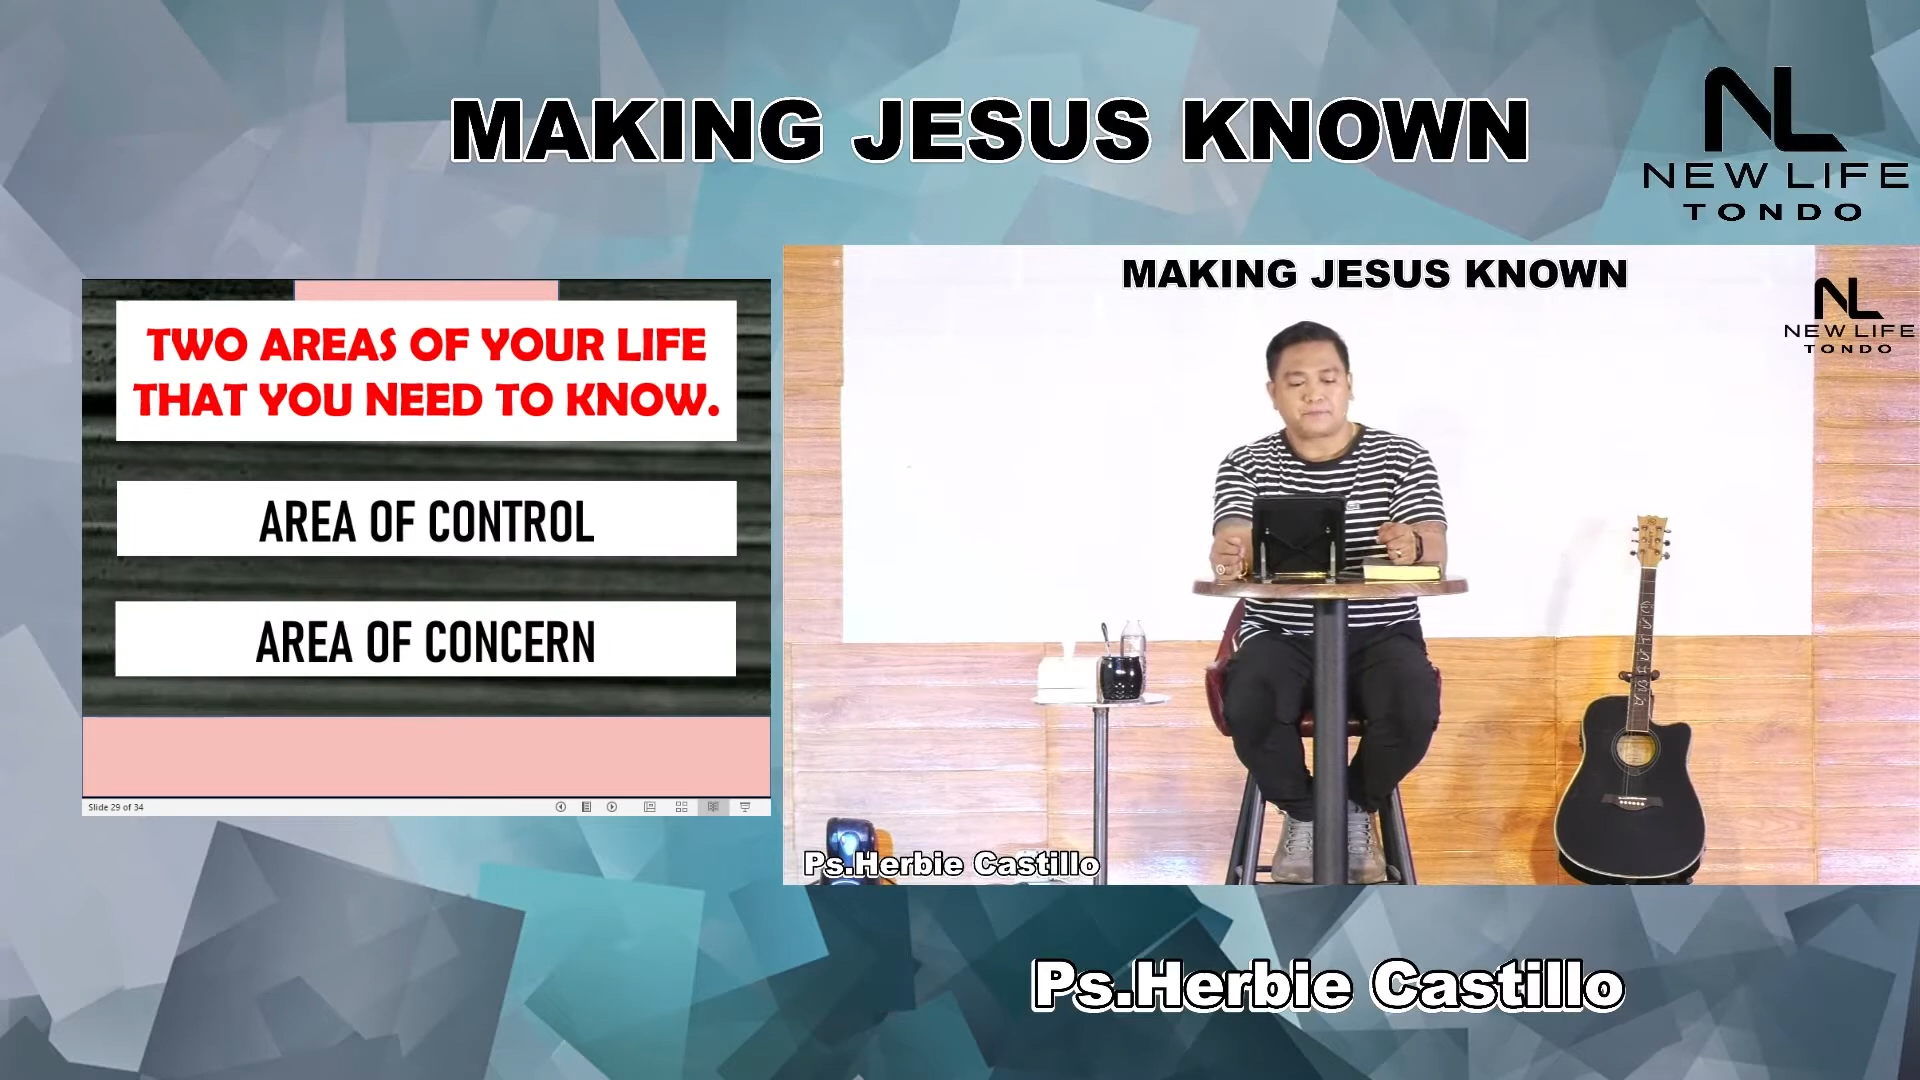 MAKING JESUS KNOWN
NL
NEW LIFE
TONDO
TWO AREAS OF YOUR LIFE
THAT YOU NEED TO KNOW.
AREA OF CONTROL
AREA OF CONCERN
Slide 29 of 34
MAKING JESUS KNOWN
NL
NEW LIFE
TONDO
Ps.Herbie Castillo
Ps.Herbie Castillo